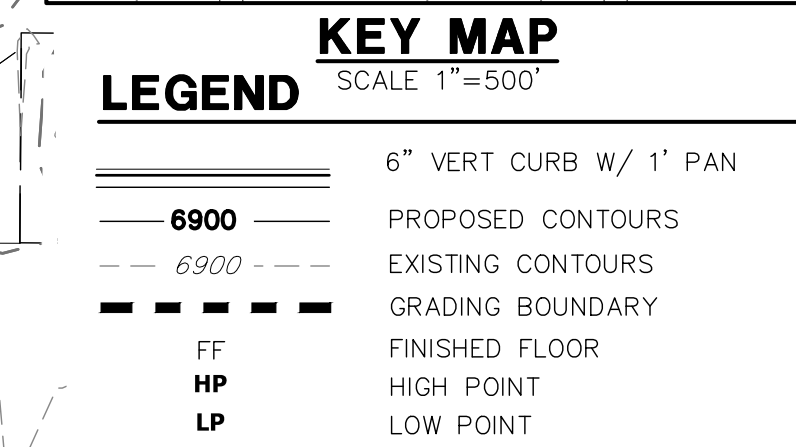 KEY MAP
SCALE 1”=500’
LEGEND
6” VERT CURB W/ 1’ PAN
6900 PROPOSED CONTOURS
6900 EXISTING CONTOURS
GRADING BOUNDARY
FF FINISHED FLOOR
HP HIGH POINT
LP LOW POINT